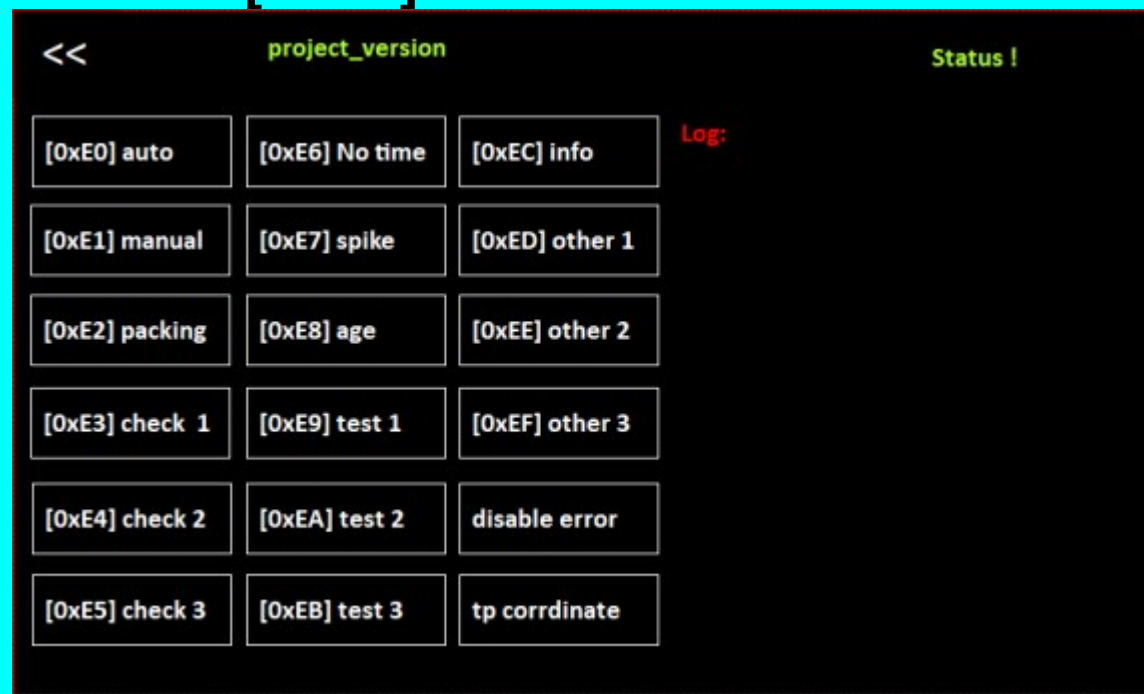 <<
project_version
Status !
[0xE0] auto
[0xE6] No time
[0xEC] info
Log:
[0xE1] manual
[0xE7] spike
[0xED] other 1
[0xE2] packing
[0xE8] age
[0xEE] other 2
[0xE3] check  1
[0xE9] test 1
[0xEF] other 3
[0xE4] check 2
[0xEA] test 2
disable error
[0xE5] check 3
[0xEB] test 3
tp corrdinate